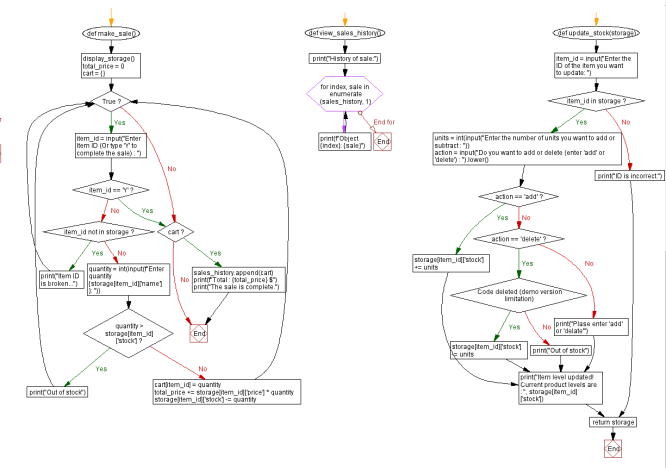 def make_sale()
display_storage()
total_price = 0
cart = {}
True ?
Yes
item_id = input("Enter
Item ID (Or type 'Y' to
complete the sale) : ")
No
item_id == 'Y' ?
No
Yes
item_id not in storage ?
cart ?
Yes
No
Yes
No
print("Item ID
is broken...")
quantity = int(input("Enter
quantity
{storage[item_id]['name']
}: "))
sales_history.append(cart)
print("Total : {total_price} $")
print("The sale is complete.")
End
quantity >
storage[item_id]
['stock'] ?
Yes
No
print("Out of stock")
cart[item_id] = quantity
total_price += storage[item_id]['price'] * quantity
storage[item_id]['stock'] -= quantity
def view_sales_history()
print("History of sale:")
for index, sale in
enumerate
(sales_history, 1)
End for
print(f"Object
{index}: {sale}")
End
def update_stock(storage)
item_id = input("Enter the
ID of the item you want
to update: ")
item_id in storage ?
Yes
No
units = int(input("Enter the number of units you want to add or
subtract : "))
action = input("Do you want to add or delete (enter 'add' or
'delete') : ").lower()
print("ID is incorrect.")
action == 'add' ?
Yes
No
action == 'delete' ?
storage[item_id]['stock']
+= units
Yes
No
Code deleted (demo version
limitation)
Yes
No
print("Plase enter 'add'
or 'delete'")
storage[item_id]['stock']
-= units
print("Out of stock")
print("Item level updated!
Current product levels are
:", storage[item_id]
['stock'])
return storage
End